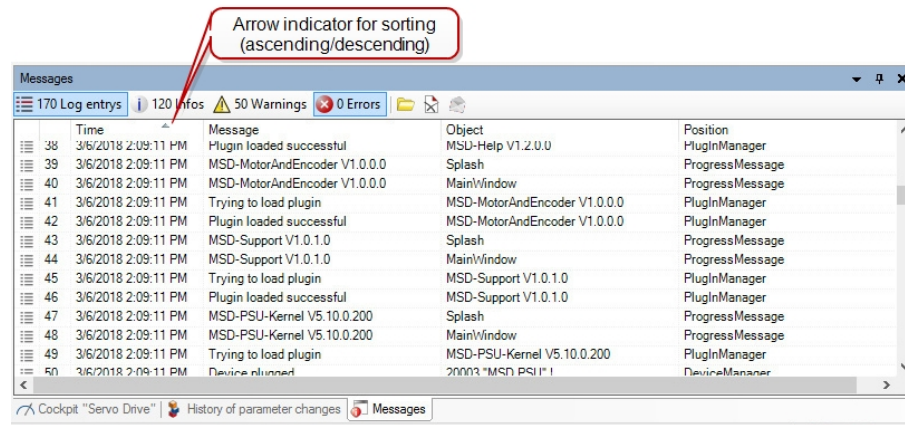 Arrow indicator for sorting
(ascending/descending)
Messages
170 Log entrys 120 Infos 50 Warnings 0 Errors
Time Message Object Position
38 3/6/2018 2:09:11 PM Plugin loaded successful MSD-Help V1.2.0.0 PlugInManager
39 3/6/2018 2:09:11 PM MSD-MotorAndEncoder V1.0.0.0 Splash ProgressMessage
40 3/6/2018 2:09:11 PM MSD-MotorAndEncoder V1.0.0.0 MainWindow ProgressMessage
41 3/6/2018 2:09:11 PM Trying to load plugin MSD-MotorAndEncoder V1.0.0.0 PlugInManager
42 3/6/2018 2:09:11 PM Plugin loaded successful MSD-MotorAndEncoder V1.0.0.0 PlugInManager
43 3/6/2018 2:09:11 PM MSD-Support V1.0.1.0 Splash ProgressMessage
44 3/6/2018 2:09:11 PM MSD-Support V1.0.1.0 MainWindow ProgressMessage
45 3/6/2018 2:09:11 PM Trying to load plugin MSD-Support V1.0.1.0 PlugInManager
46 3/6/2018 2:09:11 PM Plugin loaded successful MSD-Support V1.0.1.0 PlugInManager
47 3/6/2018 2:09:11 PM MSD-PSU-Kernel V5.10.0.200 Splash ProgressMessage
48 3/6/2018 2:09:11 PM MSD-PSU-Kernel V5.10.0.200 MainWindow ProgressMessage
49 3/6/2018 2:09:11 PM Trying to load plugin MSD-PSU-Kernel V5.10.0.200 PlugInManager
50 3/6/2018 2:09:11 PM Device plugged 20003 "MSD PSU" ! DeviceManager
Cockpit "Servo Drive" History of parameter changes Messages